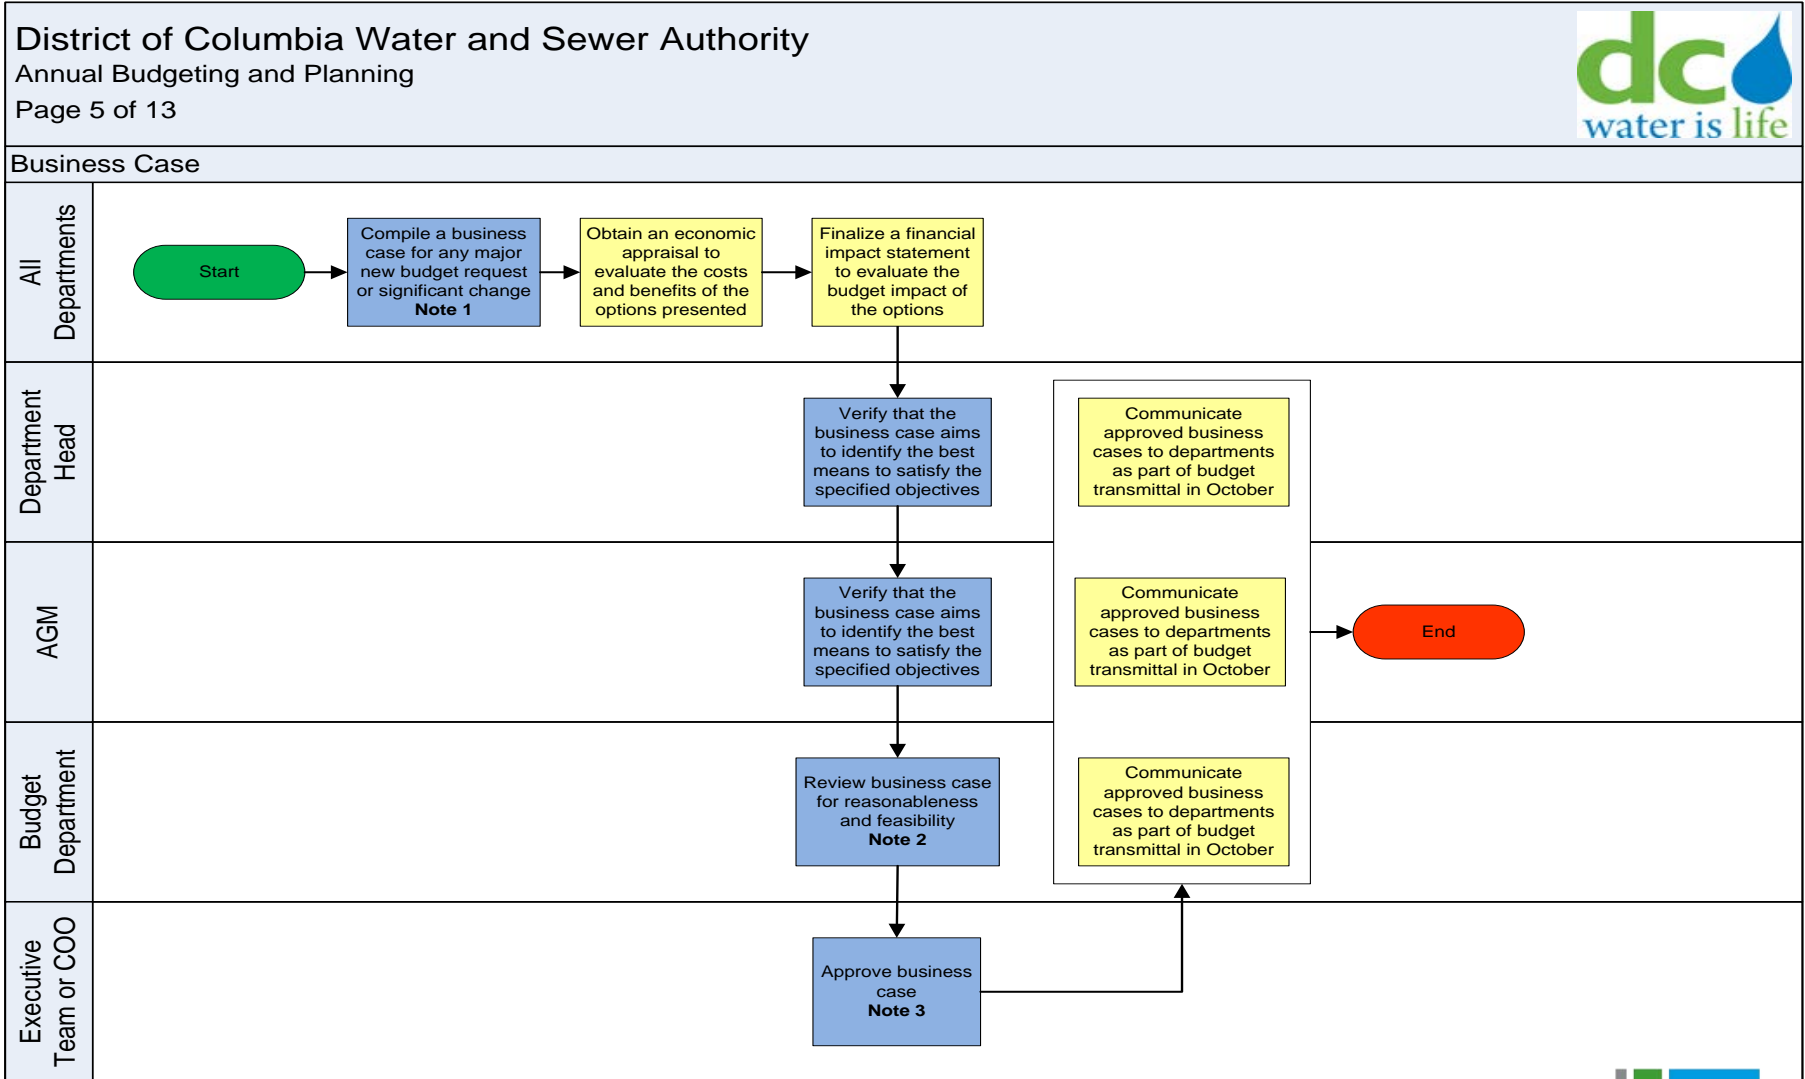 District of Columbia Water and Sewer Authority
Annual Budgeting and Planning
Page 5 of 13
dc
water is life
Business Case
All
Departments
Start
Compile a business
case for any major
new budget request
or significant change
Note 1
Obtain an economic
appraisal to
evaluate the costs
and benefits of the
options presented
Finalize a financial
impact statement
to evaluate the
budget impact of
the options
Department
Head
Verify that the
business case aims
to identify the best
means to satisfy the
specified objectives
Communicate
approved business
cases to departments
as part of budget
transmittal in October
AGM
Verify that the
business case aims
to identify the best
means to satisfy the
specified objectives
Communicate
approved business
cases to departments
as part of budget
transmittal in October
End
Budget
Department
Review business case
for reasonableness
and feasibility
Note 2
Communicate
approved business
cases to departments
as part of budget
transmittal in October
Executive
Team or COO
Approve business
case
Note 3